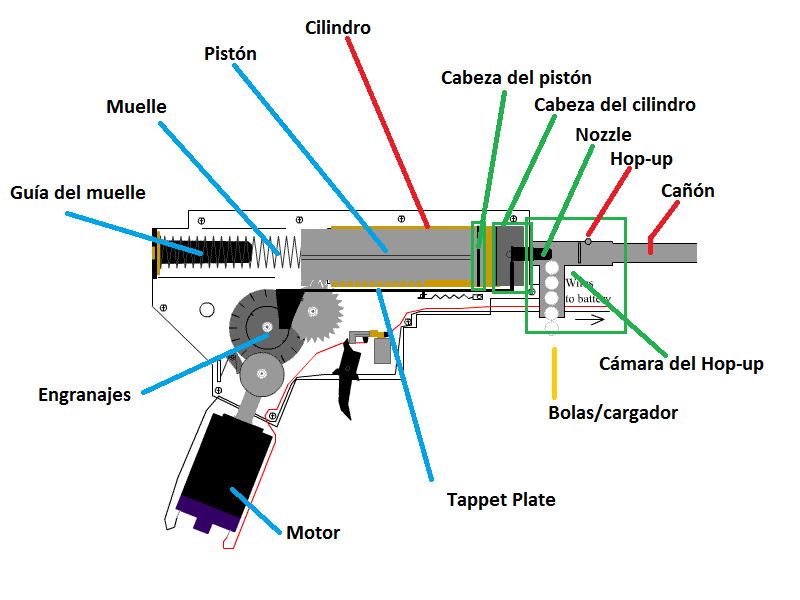 Cilindro
Pistón
Cabeza del pistón
Muelle
Cabeza del cilindro
Nozzle
Hop-up
Guía del muelle
Cañón
Wires
to battery
Cámara del Hop-up
Engranajes
Bolas/cargador
Tappet Plate
Motor